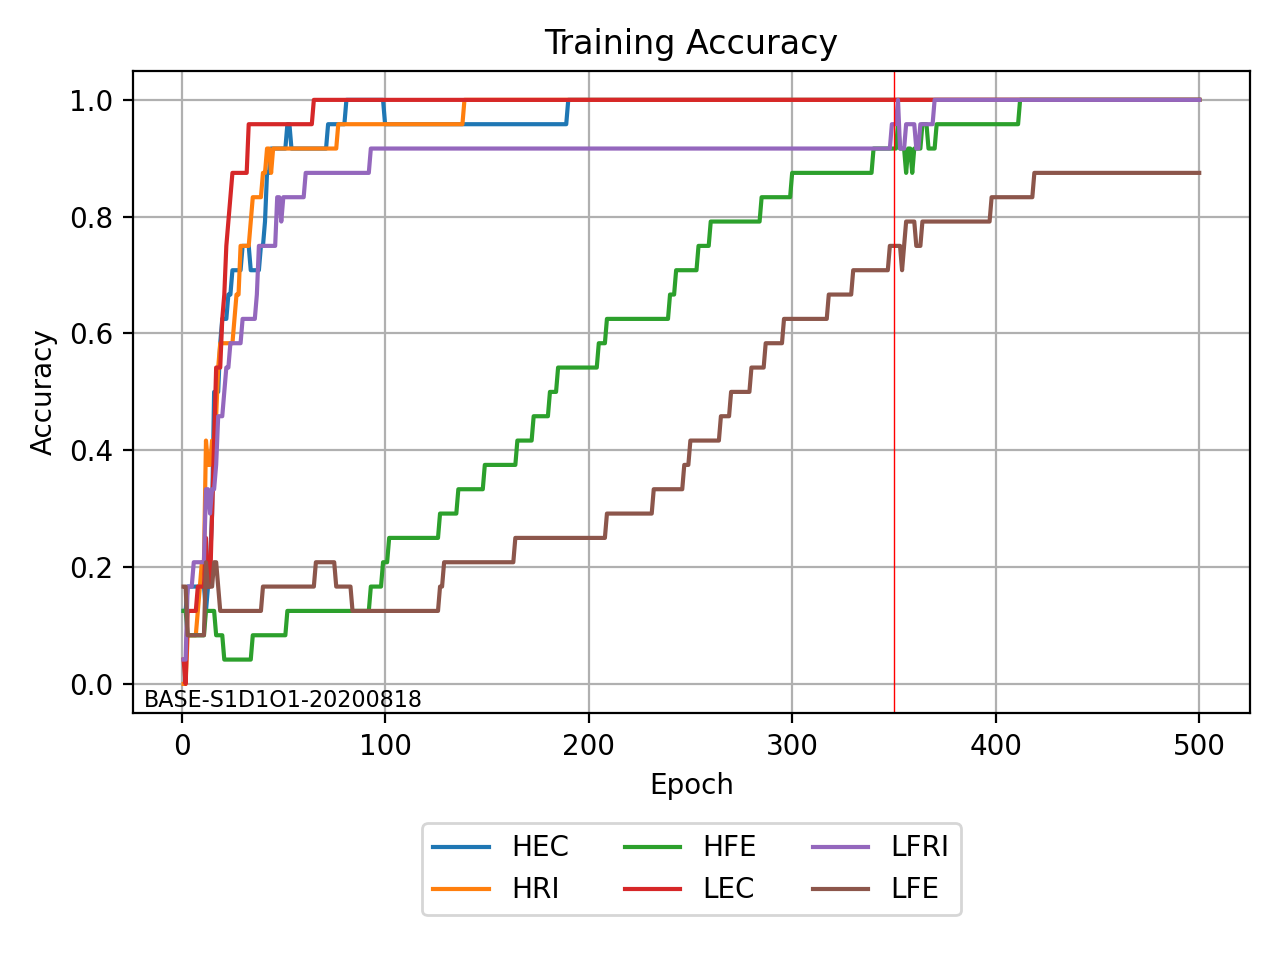 Training Accuracy
1.0
0.8
0.6
0.4
0.2
0.0
Accuracy
BASE-S1D1O1-20200818
0 100 200 300 400 500
Epoch
HEC HFE LFRI
HRI LEC LFE